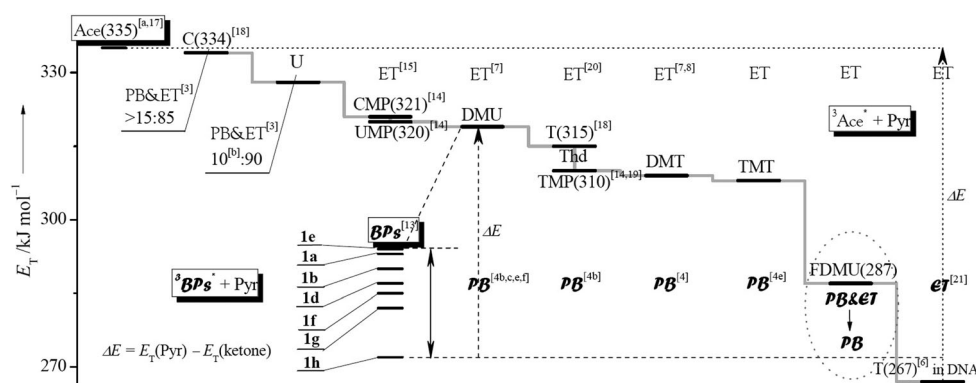 Ace(335)[a,17]
C(334)[18]
U
ET[15] ET[7] ET[20] ET[7,8] ET ET ET
330
PB&ET[3]
>15:85
CMP(321)[14]
UMP(320)[14]
DMU
T(315)[18]
Thd
TMP(310)[14,19]
DMT
TMT
3Ace* + Pyr
PB&ET[3]
10[b]:90
ET /kJ mol−1
300
BPs[13]
ΔE
ΔE
1e
1a
1b
1d
1f
1g
1h
3BPs* + Pyr
PB[4b,c,e,f] PB[4b] PB[4] PB[4e]
FDMU(287)
PB&ET
PB
ET[21]
ΔE = ET(Pyr) – ET(ketone)
270
T(267)[6] in DNA